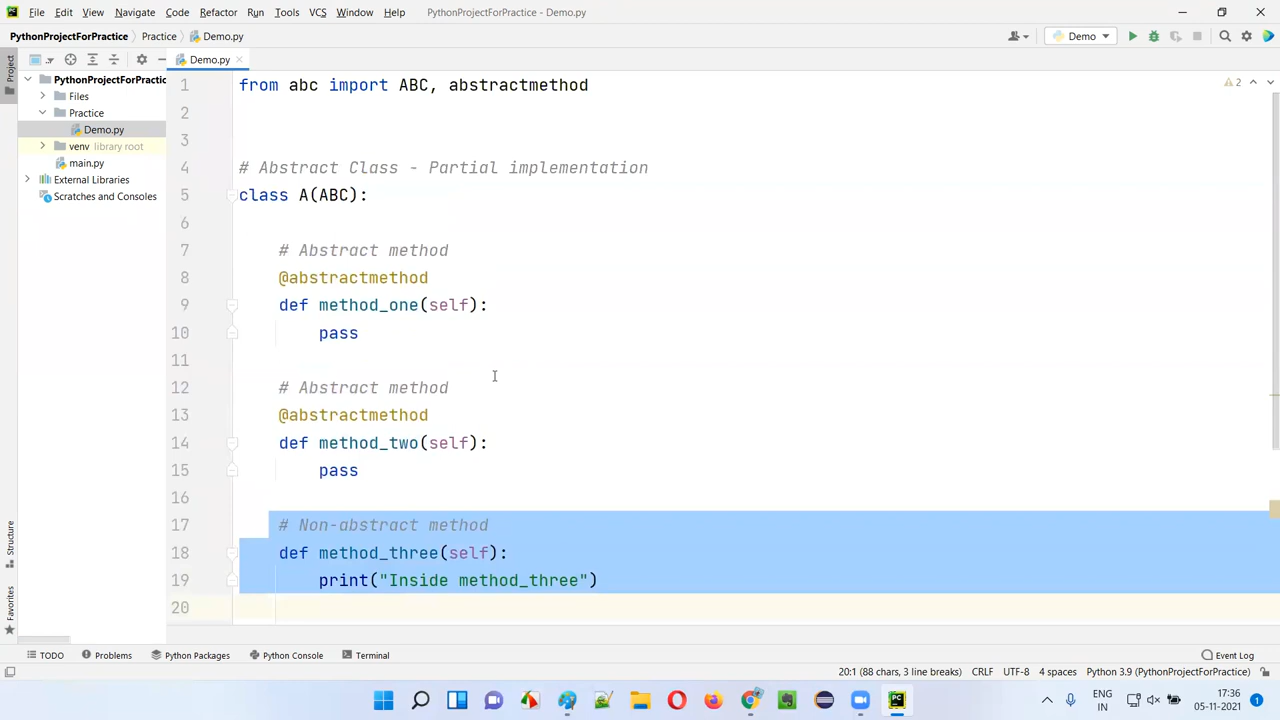 File Edit View Navigate Code Refactor Run Tools VCS Window Help PythonProjectForPractice - Demo.py
PythonProjectForPractice Practice Demo.py Demo
Project
Demo.py
PythonProjectForPractic
Files
Practice
Demo.py
venv library root
main.py
External Libraries
Scratches and Consoles
2
1 from abc import ABC, abstractmethod
2
3
4 # Abstract Class - Partial implementation
5 class A(ABC):
6
7 # Abstract method
8 @abstractmethod
9 def method_one(self):
10 pass
11
12 # Abstract method
13 @abstractmethod
14 def method_two(self):
15 pass
16
17 # Non-abstract method
18 def method_three(self):
19 print("Inside method_three")
20
Structure
Favorites
TODO Problems Python Packages Python Console Terminal Event Log
20:1 (88 chars, 3 line breaks) CRLF UTF-8 4 spaces Python 3.9 (PythonProjectForPractice)
ENG
IN
17:36
05-11-2021
1